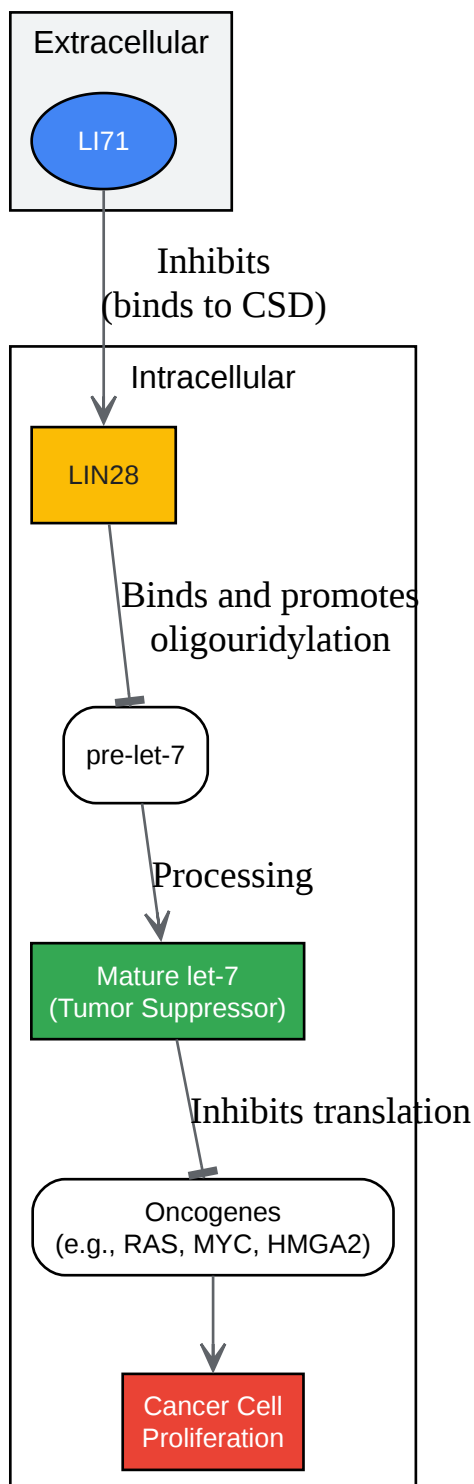 Extracellular
LI71
Inhibits
(binds to CSD)
Intracellular
LIN28
Binds and promotes
oligouridylation
pre-let-7
Processing
Mature let-7
(Tumor Suppressor)
Inhibits translation
Oncogenes
(e.g., RAS, MYC, HMGA2)
Cancer Cell
Proliferation